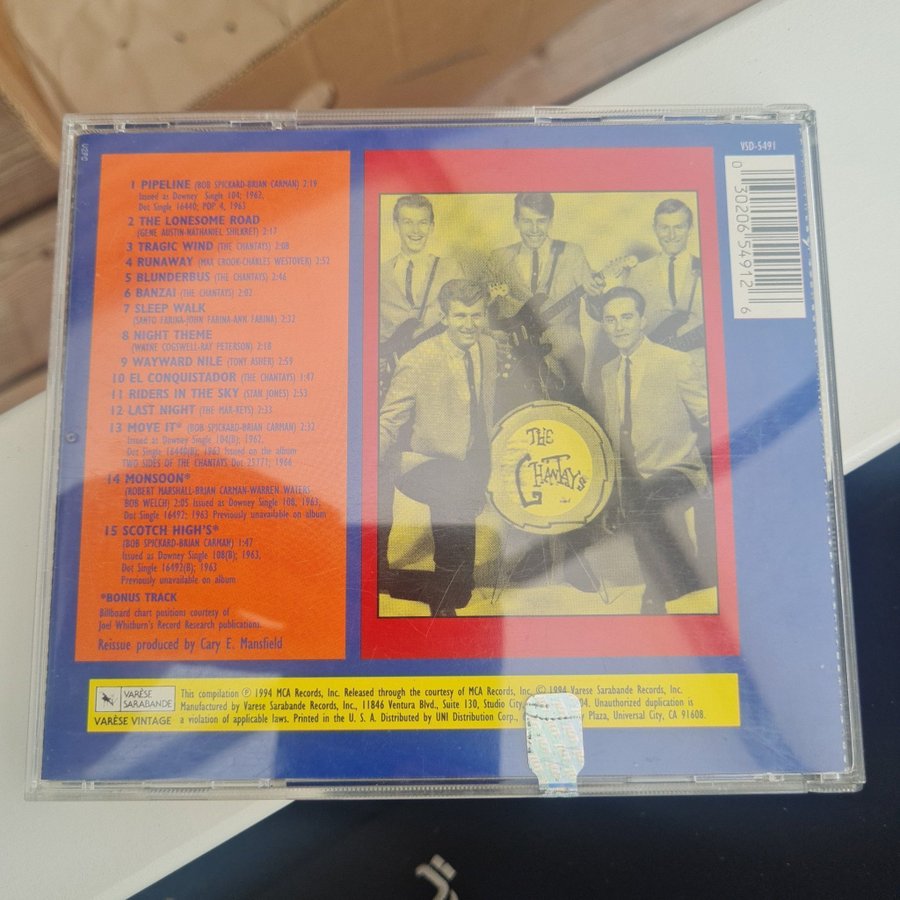 1 PIPELINE (BOB SPICKARD-BRIAN CARMAN) 2:19
Issued as Downey Single 104; 1962,
Dot Single 16440; POP 4, 1963
2 THE LONESOME ROAD
(GENE AUSTIN-NATHANIEL SHILKRET) 2:17
3 TRAGIC WIND (THE CHANTAYS) 2:08
4 RUNAWAY (MAX CROOK-CHARLES WESTOVER) 2:52
5 BLUNDERBUS (THE CHANTAYS) 2:46
6 BANZAI (THE CHANTAYS) 2:02
7 SLEEP WALK
(SANTO FARINA-JOHN FARINA-ANN FARINA) 2:32
8 NIGHT THEME
(WAYNE COGSWELL-RAY PETERSON) 2:18
9 WAYWARD NILE (TONY ASHER) 2:59
10 EL CONQUISTADOR (THE CHANTAYS) 1:47
11 RIDERS IN THE SKY (STAN JONES) 2:53
12 LAST NIGHT (THE MAR-KEYS) 2:33
13 MOVE IT* (BOB SPICKARD-BRIAN CARMAN) 2:32
Issued as Downey Single 104(B); 1962,
Dot Single 16440(B); 1963 Issued on the album
TWO SIDES OF THE CHANTAYS Dot 25771; 1966
14 MONSOON*
(ROBERT MARSHALL-BRIAN CARMAN-WARREN WATERS-
BOB WELCH) 2:05 Issued as Downey Single 108, 1963;
Dot Single 16492; 1963 Previously unavailable on album
15 SCOTCH HIGH'S*
(BOB SPICKARD-BRIAN CARMAN) 1:47
Issued as Downey Single 108(B); 1963,
Dot Single 16492(B); 1963
Previously unavailable on album
*BONUS TRACK
Billboard chart positions courtesy of
Joel Whitburn's Record Research publications.
Reissue produced by Cary E. Mansfield
THE
CHANTAYS
VSD-5491
0 30206 54912 6
VARÈSE
SARABANDE
VARÈSE VINTAGE
This compilation ℗ 1994 MCA Records, Inc. Released through the courtesy of MCA Records, Inc. © 1994 Varese Sarabande Records, Inc.
Manufactured by Varese Sarabande Records, Inc., 11846 Ventura Blvd., Suite 130, Studio City, 04. Unauthorized duplication is
a violation of applicable laws. Printed in the U. S. A. Distributed by UNI Distribution Corp., Plaza, Universal City, CA 91608.